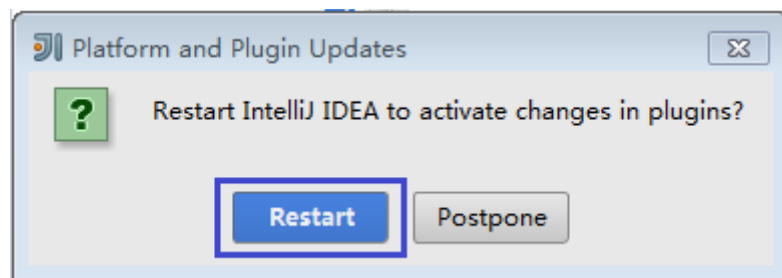 Platform and Plugin Updates
Restart IntelliJ IDEA to activate changes in plugins?
Restart
Postpone